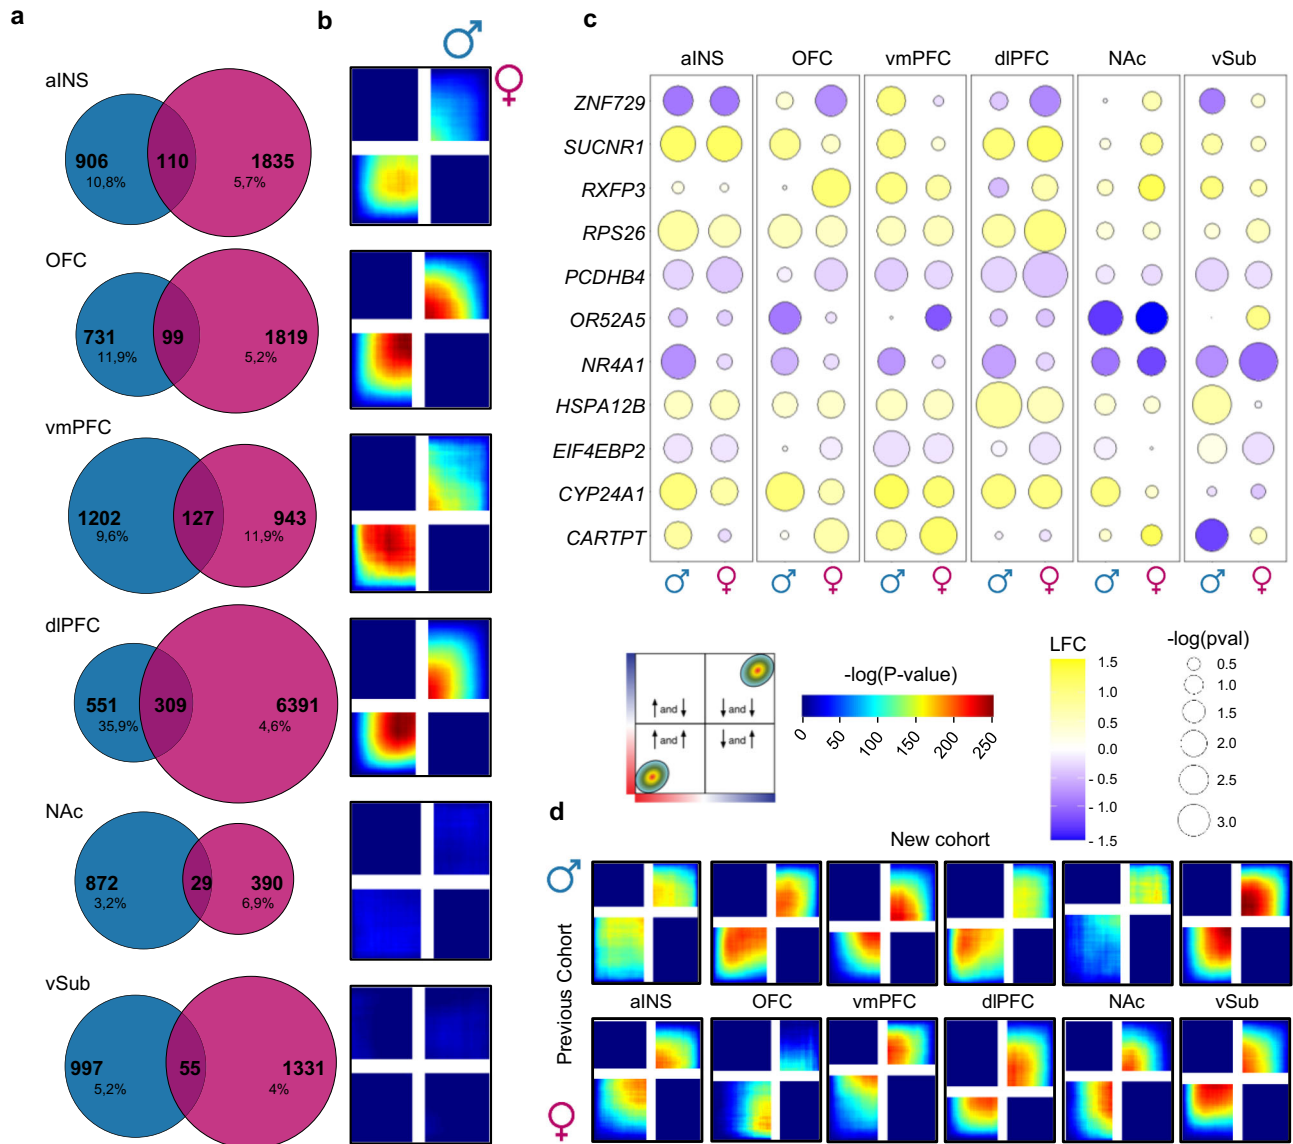 a
b
c
aINS
906
10,8%
110
1835
5,7%
OFC
731
11,9%
99
1819
5,2%
vmPFC
1202
9,6%
127
943
11,9%
dlPFC
551
35,9%
309
6391
4,6%
NAc
872
3,2%
29
390
6,9%
vSub
997
5,2%
55
1331
4%
aINS OFC vmPFC dlPFC NAc vSub
ZNF729
SUCNR1
RXFP3
RPS26
PCDHB4
OR52A5
NR4A1
HSPA12B
EIF4EBP2
CYP24A1
CARTPT
♂ ♀ ♂ ♀ ♂ ♀ ♂ ♀ ♂ ♀ ♂ ♀
↑ and ↓ ↓ and ↓
↑ and ↑ ↓ and ↑
-log(P-value)
0 50 100 150 200 250
LFC
1.5
1.0
0.5
0.0
- 0.5
- 1.0
- 1.5
-log(pval)
0.5
1.0
1.5
2.0
2.5
3.0
d
New cohort
Previous Cohort
aINS OFC vmPFC dlPFC NAc vSub